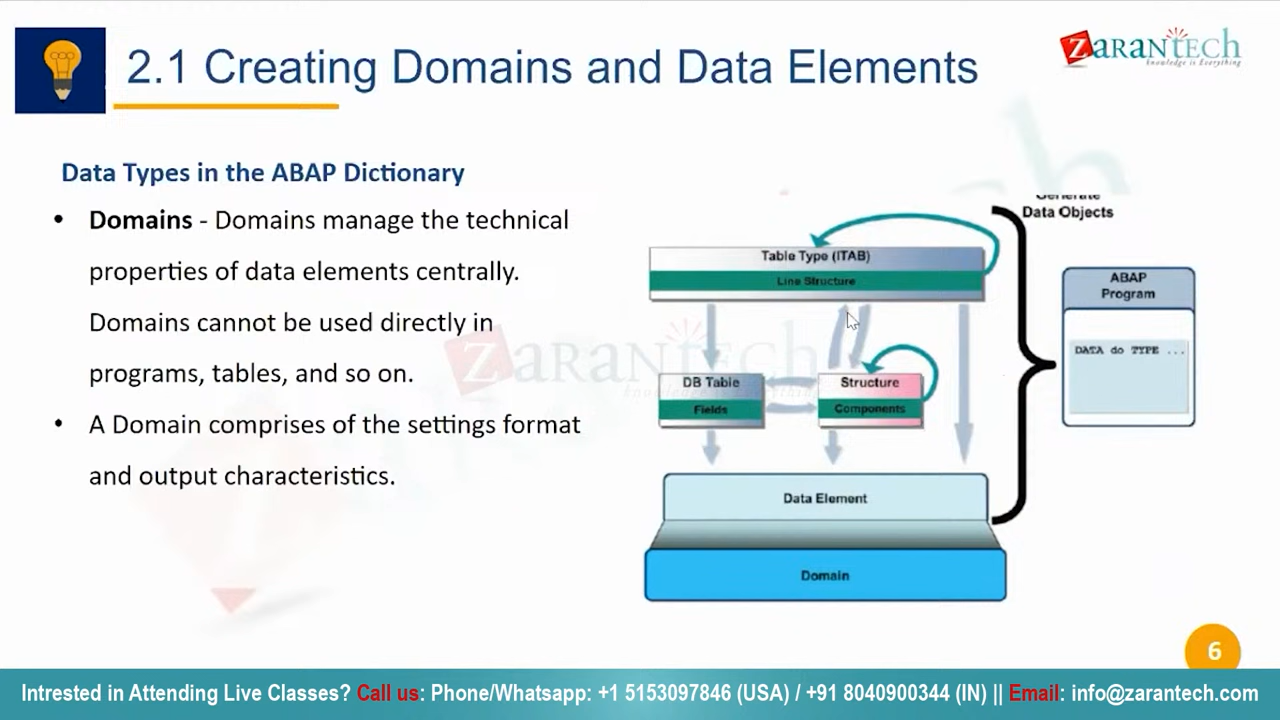 2.1 Creating Domains and Data Elements
ZARANTECH
Knowledge is Everything
Data Types in the ABAP Dictionary
• Domains - Domains manage the technical
properties of data elements centrally.
Domains cannot be used directly in
programs, tables, and so on.
• A Domain comprises of the settings format
and output characteristics.
Generate
Data Objects
Table Type (ITAB)
Line Structure
ABAP
Program
DATA do TYPE ...
DB Table
Fields
Structure
Components
Data Element
Domain
ZARANTECH
Knowledge is Everything
6
Intrested in Attending Live Classes? Call us: Phone/Whatsapp: +1 5153097846 (USA) / +91 8040900344 (IN) || Email: info@zarantech.com